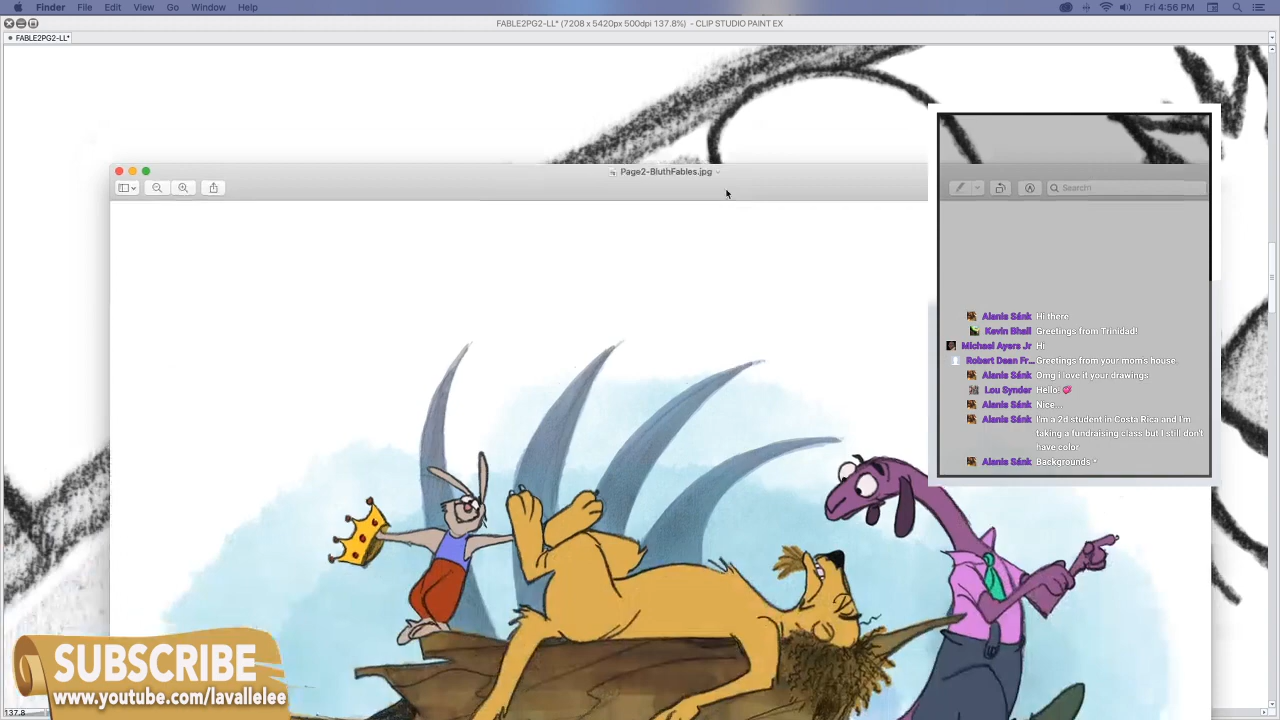 Finder File Edit View Go Window Help Fri 4:56 PM
FABLE2PG2-LL* (7208 x 5420px 500dpi 137.8%) - CLIP STUDIO PAINT EX
FABLE2PG2-LL*
Page2-BluthFables.jpg
Search!
Alanis Sánk Hi there
Kevin Bhall Greetings from Trinidad!
Michael Ayers Jr Hi
Robert Dean Fr... Greetings from your mom's house.
Alanis Sánk Omg i love it your drawings
Lou Synder Hello- 💞
Alanis Sánk Nice...
Alanis Sánk I'm a 2d student in Costa Rica and I'm
taking a fundraising class but I still don't
have color
Alanis Sánk Backgrounds *
SUBSCRIBE
www.youtube.com/lavallelee
137.8